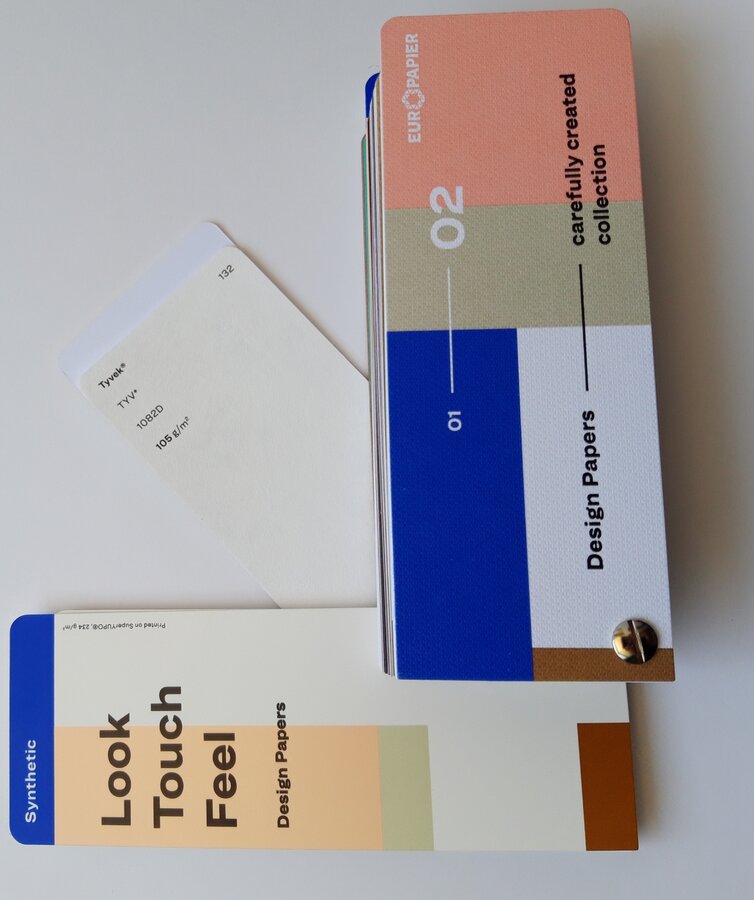 EUROPAPIER
02
01
carefully created
collection
Design Papers
132
Tyvek®
TYV*
1082D
105 g/m²
Printed on SuperYUPO®, 234 g/m²
Synthetic
Look
Touch
Feel
Design Papers